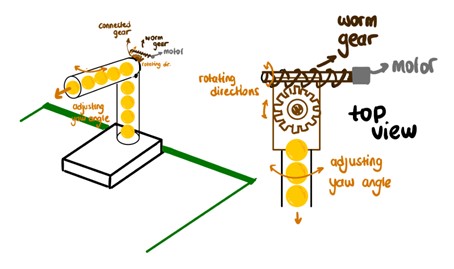 connected
gear
worm
gear
motor
rotating dir.
adjusting
yaw angle
worm
gear
motor
rotating
directions
top
view
adjusting
yaw angle